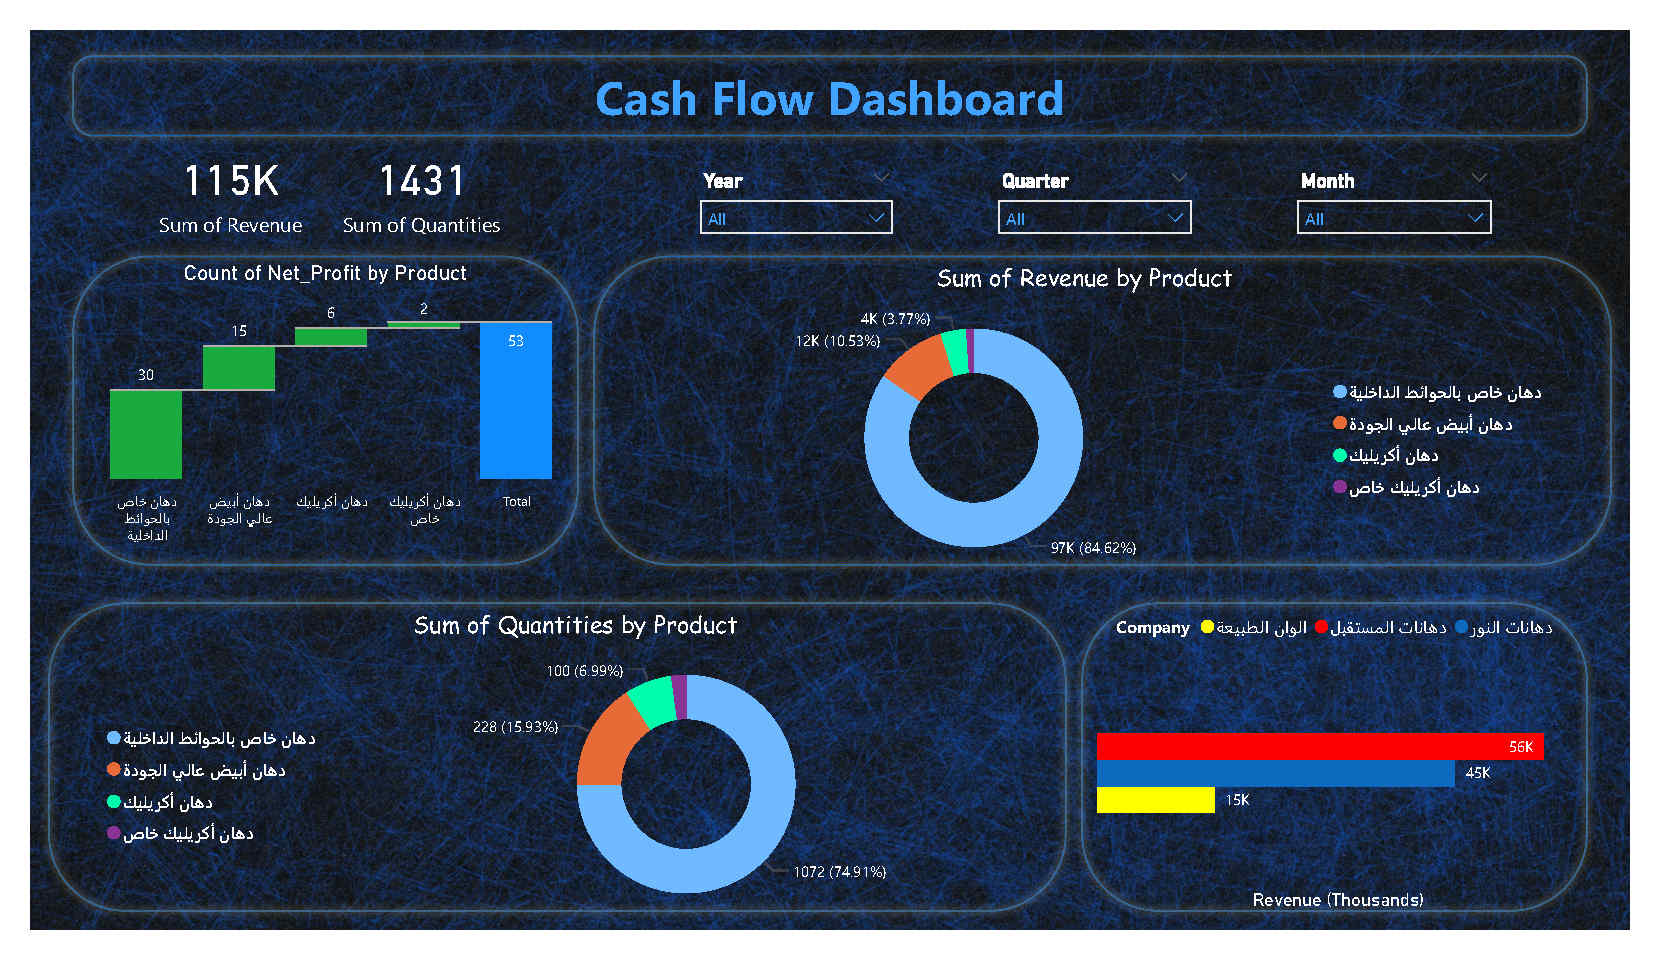 Cash Flow Dashboard
115K
Sum of Revenue
1431
Sum of Quantities
Year
All
Quarter
All
Month
All
Count of Net_Profit by Product
30
15
6
2
53
دهان خاص
بالحوائط
الداخلية
دهان أبيض
عالي الجودة
دهان أكريليك
دهان أكريليك
خاص
Total
Sum of Revenue by Product
4K (3.77%)
12K (10.53%)
97K (84.62%)
دهان خاص بالحوائط الداخلية
دهان أبيض عالي الجودة
دهان أكريليك
دهان أكريليك خاص
Sum of Quantities by Product
دهان خاص بالحوائط الداخلية
دهان أبيض عالي الجودة
دهان أكريليك
دهان أكريليك خاص
100 (6.99%)
228 (15.93%)
1072 (74.91%)
Company الوان الطبيعة دهانات المستقبل دهانات النور
56K
45K
15K
Revenue (Thousands)